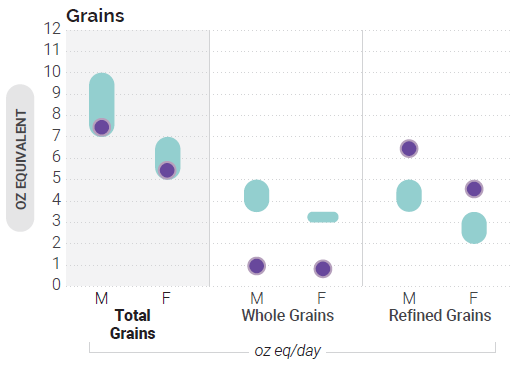 Grains
OZ EQUIVALENT
12
11
10
9
8
7
6
5
4
3
2
1
0
M F M F M F
Total Grains
Whole Grains
Refined Grains
oz eq/day